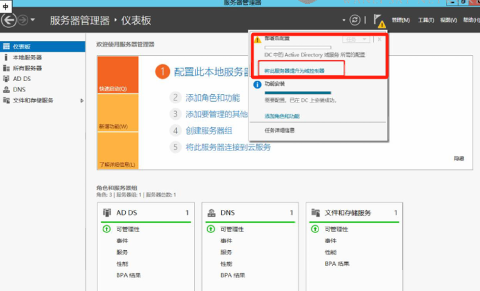 中
服务器管理器
服务器管理器 · 仪表板
管理(M) 工具(T) 视图(V) 帮助(H)
仪表板
本地服务器
所有服务器
AD DS
DNS
文件和存储服务
欢迎使用服务器管理器
快速启动(Q)
新增功能(W)
了解详细信息(L)
1 配置此本地服务器
2 添加角色和功能
3 添加要管理的其他
4 创建服务器组
5 将此服务器连接到云服务
隐藏
部署后配置
DC 中的 Active Directory 域服务 所需的配置
将此服务器提升为域控制器
功能安装
需要配置。已在 DC 上安装成功。
添加角色和功能
任务详细信息
角色和服务器组
角色: 3 | 服务器组: 1 | 服务器总数: 1
AD DS 1
可管理性
事件
服务
性能
BPA 结果
DNS 1
可管理性
事件
服务
性能
BPA 结果
文件和存储服务 1
可管理性
事件
性能
BPA 结果